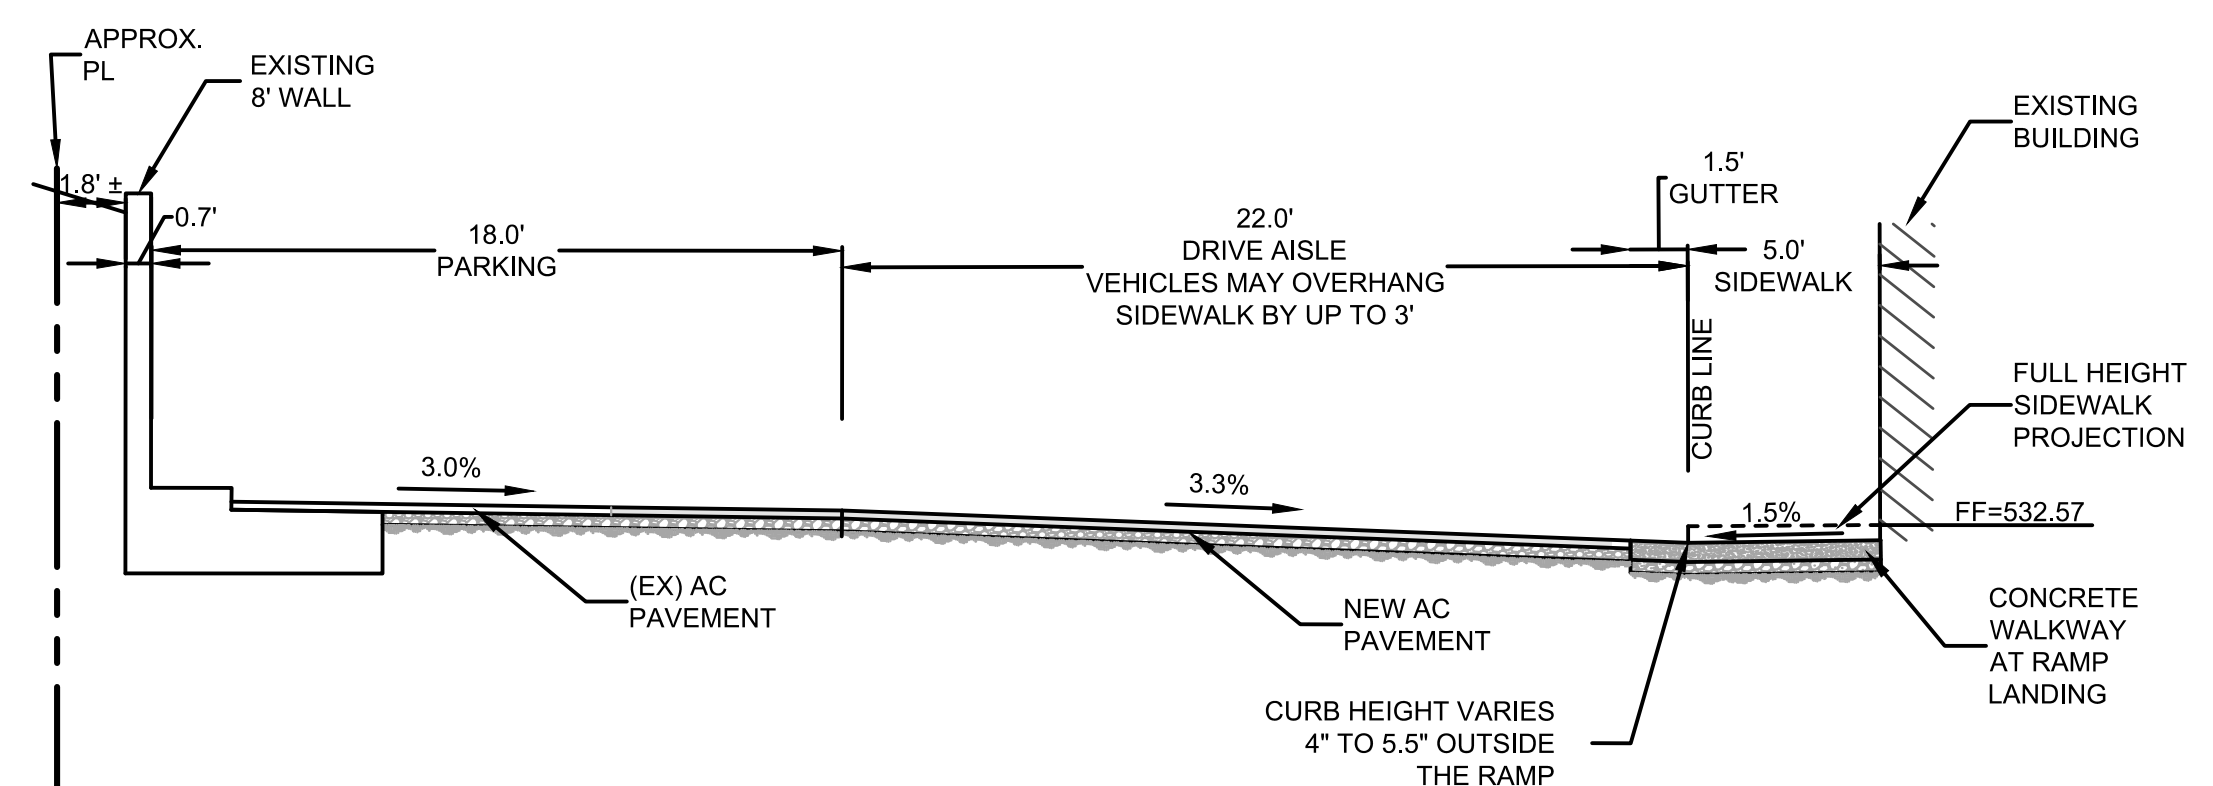 APPROX.
PL
EXISTING
8' WALL
EXISTING
BUILDING
1.8' ±
0.7'
18.0'
PARKING
22.0'
DRIVE AISLE
VEHICLES MAY OVERHANG
SIDEWALK BY UP TO 3'
1.5'
GUTTER
5.0'
SIDEWALK
CURB LINE
FULL HEIGHT
SIDEWALK
PROJECTION
3.0%
3.3%
1.5%
FF=532.57
(EX) AC
PAVEMENT
NEW AC
PAVEMENT
CONCRETE
WALKWAY
AT RAMP
LANDING
CURB HEIGHT VARIES
4" TO 5.5" OUTSIDE
THE RAMP